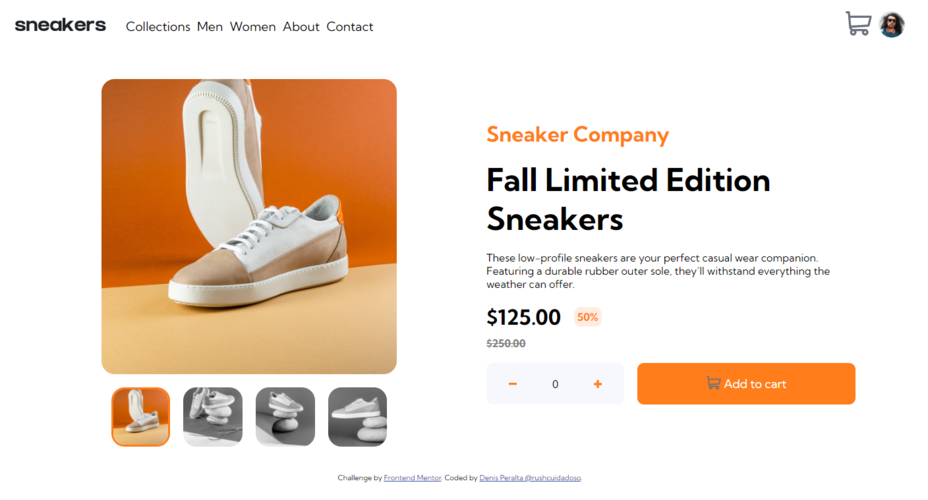 sneakers Collections Men Women About Contact
Sneaker Company
Fall Limited Edition
Sneakers
These low-profile sneakers are your perfect casual wear companion.
Featuring a durable rubber outer sole, they'll withstand everything the
weather can offer.
$125.00 50%
$250.00
− 0 +
Add to cart
Challenge by Frontend Mentor. Coded by Denis Peralta @rushcuidadoso.